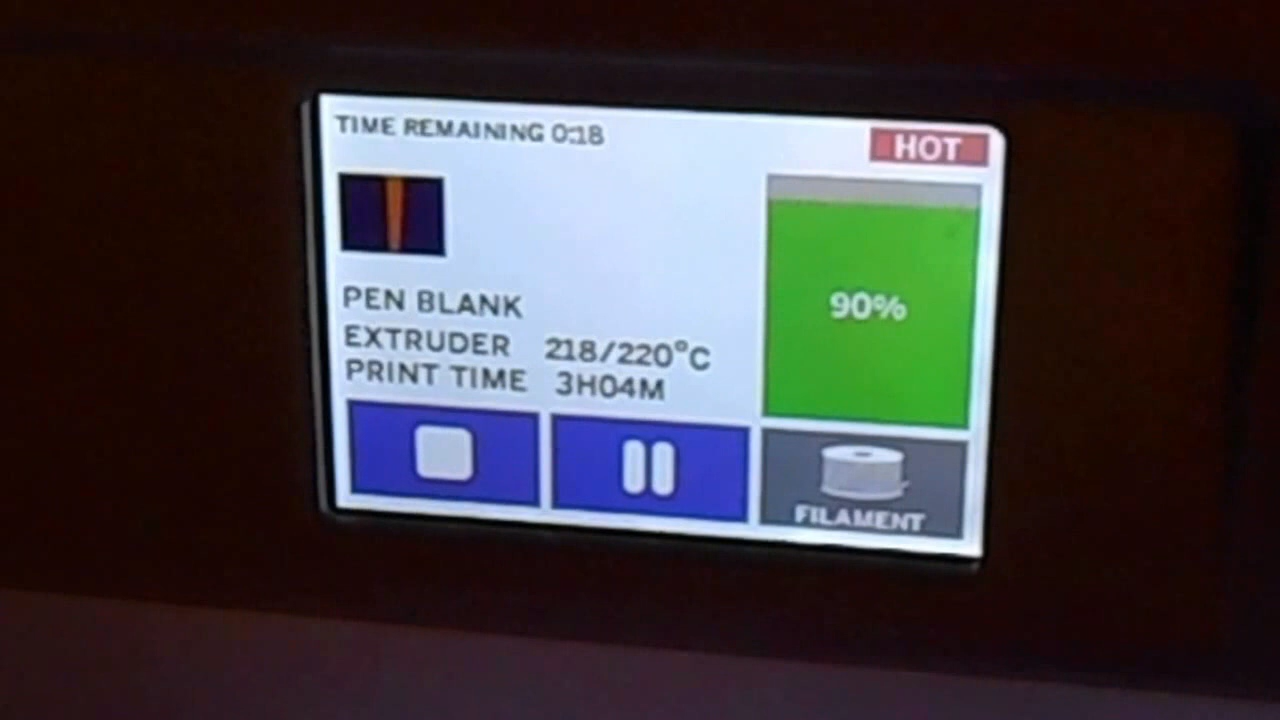 TIME REMAINING 0:18
HOT
90%
PEN BLANK
EXTRUDER 218/220°C
PRINT TIME 3H04M
FILAMENT